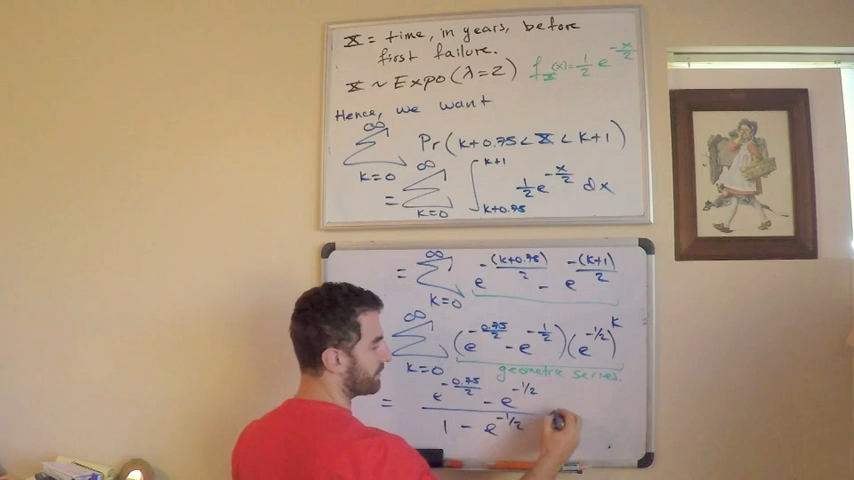 X = time, in years, before
first failure.
X ~ Expo(λ=2) f_X(x)=1/2 e^{-x/2}
Hence, we want
∑_{k=0}^{∞} Pr(k+0.75 < X < k+1)
= ∑_{k=0}^{∞} ∫_{k+0.75}^{k+1} 1/2 e^{-x/2} dx
= ∑_{k=0}^{∞} e^{-(k+0.75)/2} - e^{-(k+1)/2}
∑_{k=0}^{∞} (e^{-0.75/2} - e^{-1/2})(e^{-1/2})^k
geometric series.
= (e^{-0.75/2} - e^{-1/2}) / (1 - e^{-1/2})